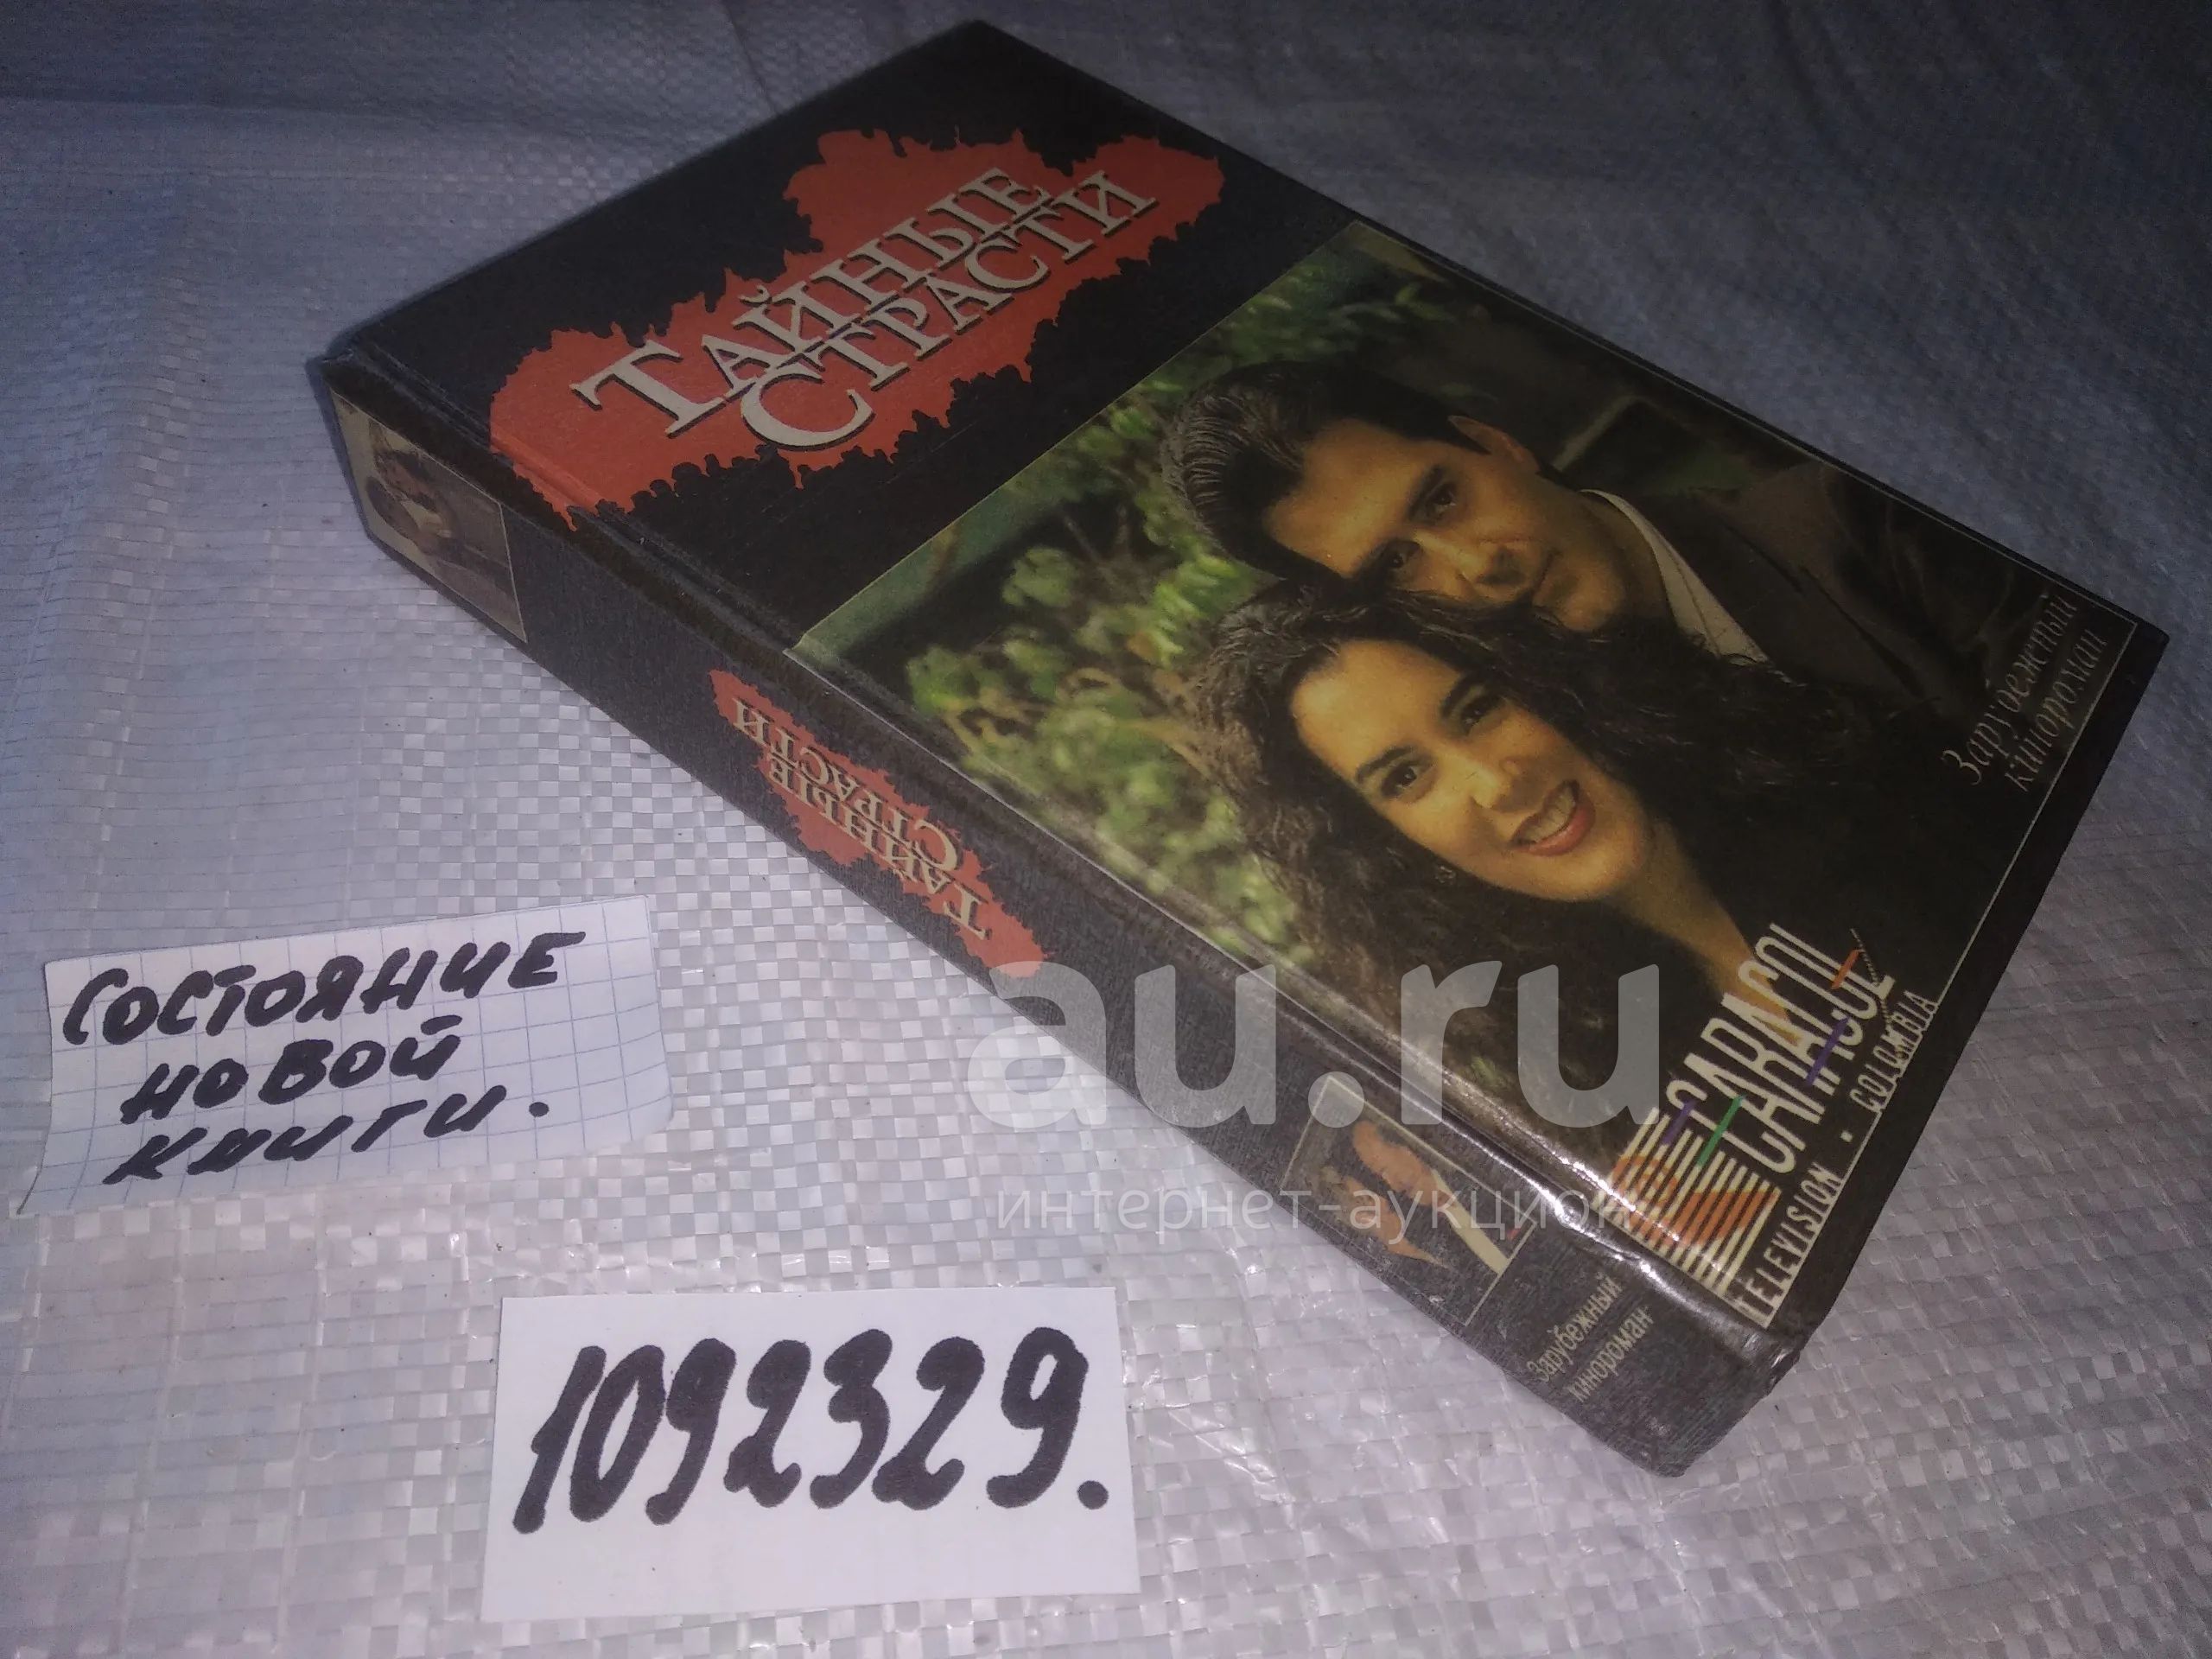 ТАЙНЫЕ
СТРАСТИ
Зарубежный
кинороман
CARACOL
TELEVISION · COLOMBIA
ТАЙНЫЕ
СТРАСТИ
Зарубежный
кинороман
СОСТОЯНИЕ
НОВОЙ
КНИГИ.
1092329.
au.ru
интернет-аукцион